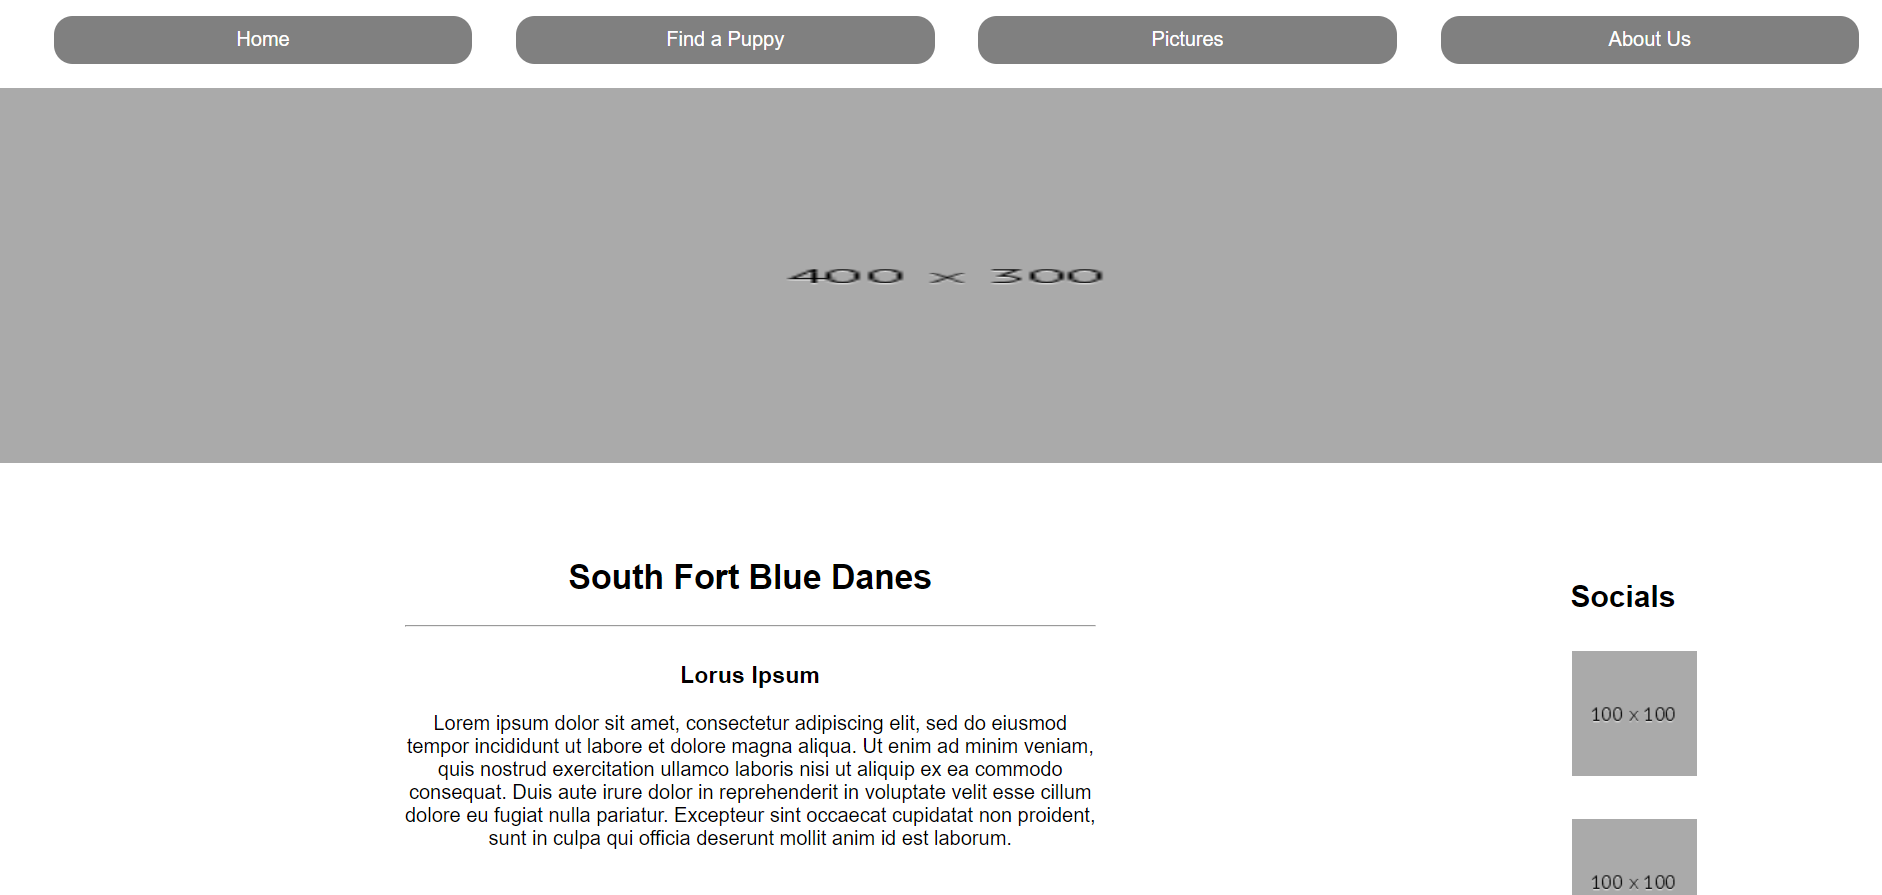 Home
Find a Puppy
Pictures
About Us
400 x 300
South Fort Blue Danes
Lorus Ipsum
Lorem ipsum dolor sit amet, consectetur adipiscing elit, sed do eiusmod
tempor incididunt ut labore et dolore magna aliqua. Ut enim ad minim veniam,
quis nostrud exercitation ullamco laboris nisi ut aliquip ex ea commodo
consequat. Duis aute irure dolor in reprehenderit in voluptate velit esse cillum
dolore eu fugiat nulla pariatur. Excepteur sint occaecat cupidatat non proident,
sunt in culpa qui officia deserunt mollit anim id est laborum.
Socials
100 x 100
100 x 100